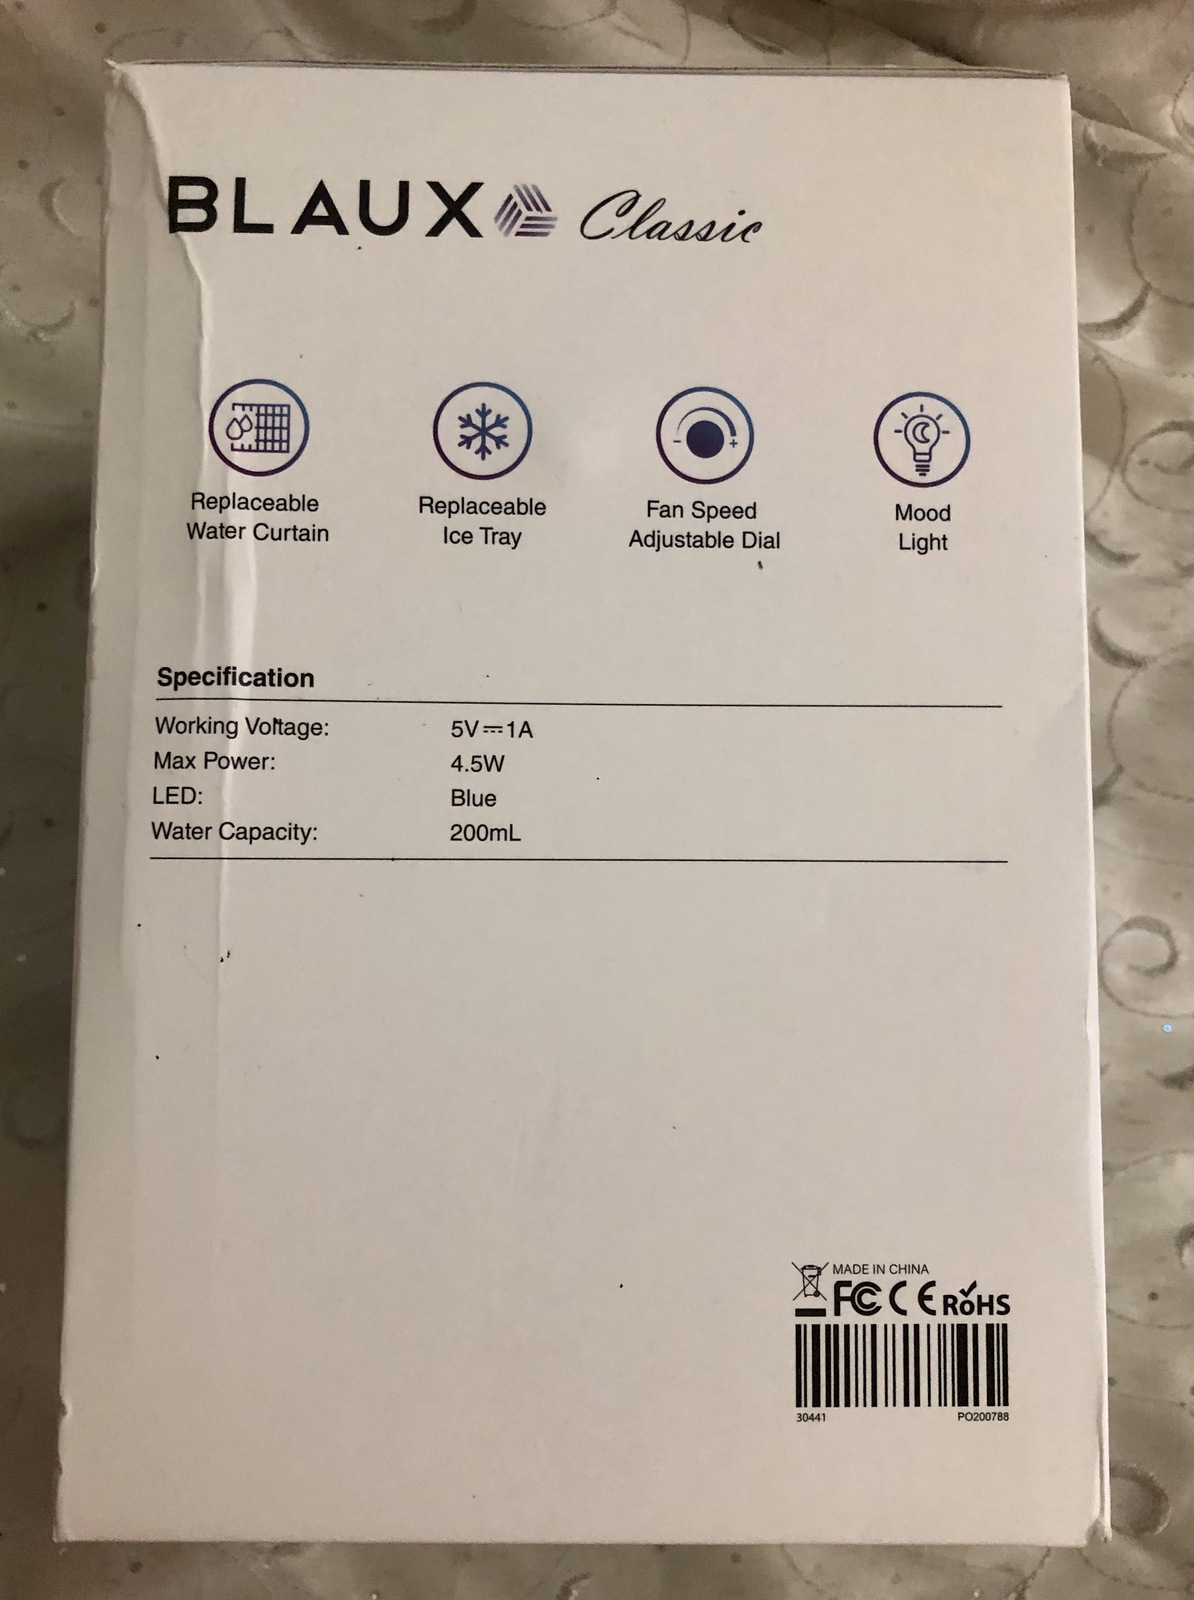 BLAUX Classic
Replaceable
Water Curtain
Replaceable
Ice Tray
Fan Speed
Adjustable Dial
Mood
Light
Specification
Working Voltage: 5V⎓1A
Max Power: 4.5W
LED: Blue
Water Capacity: 200mL
MADE IN CHINA
FC CE RoHS
30441 PO200788